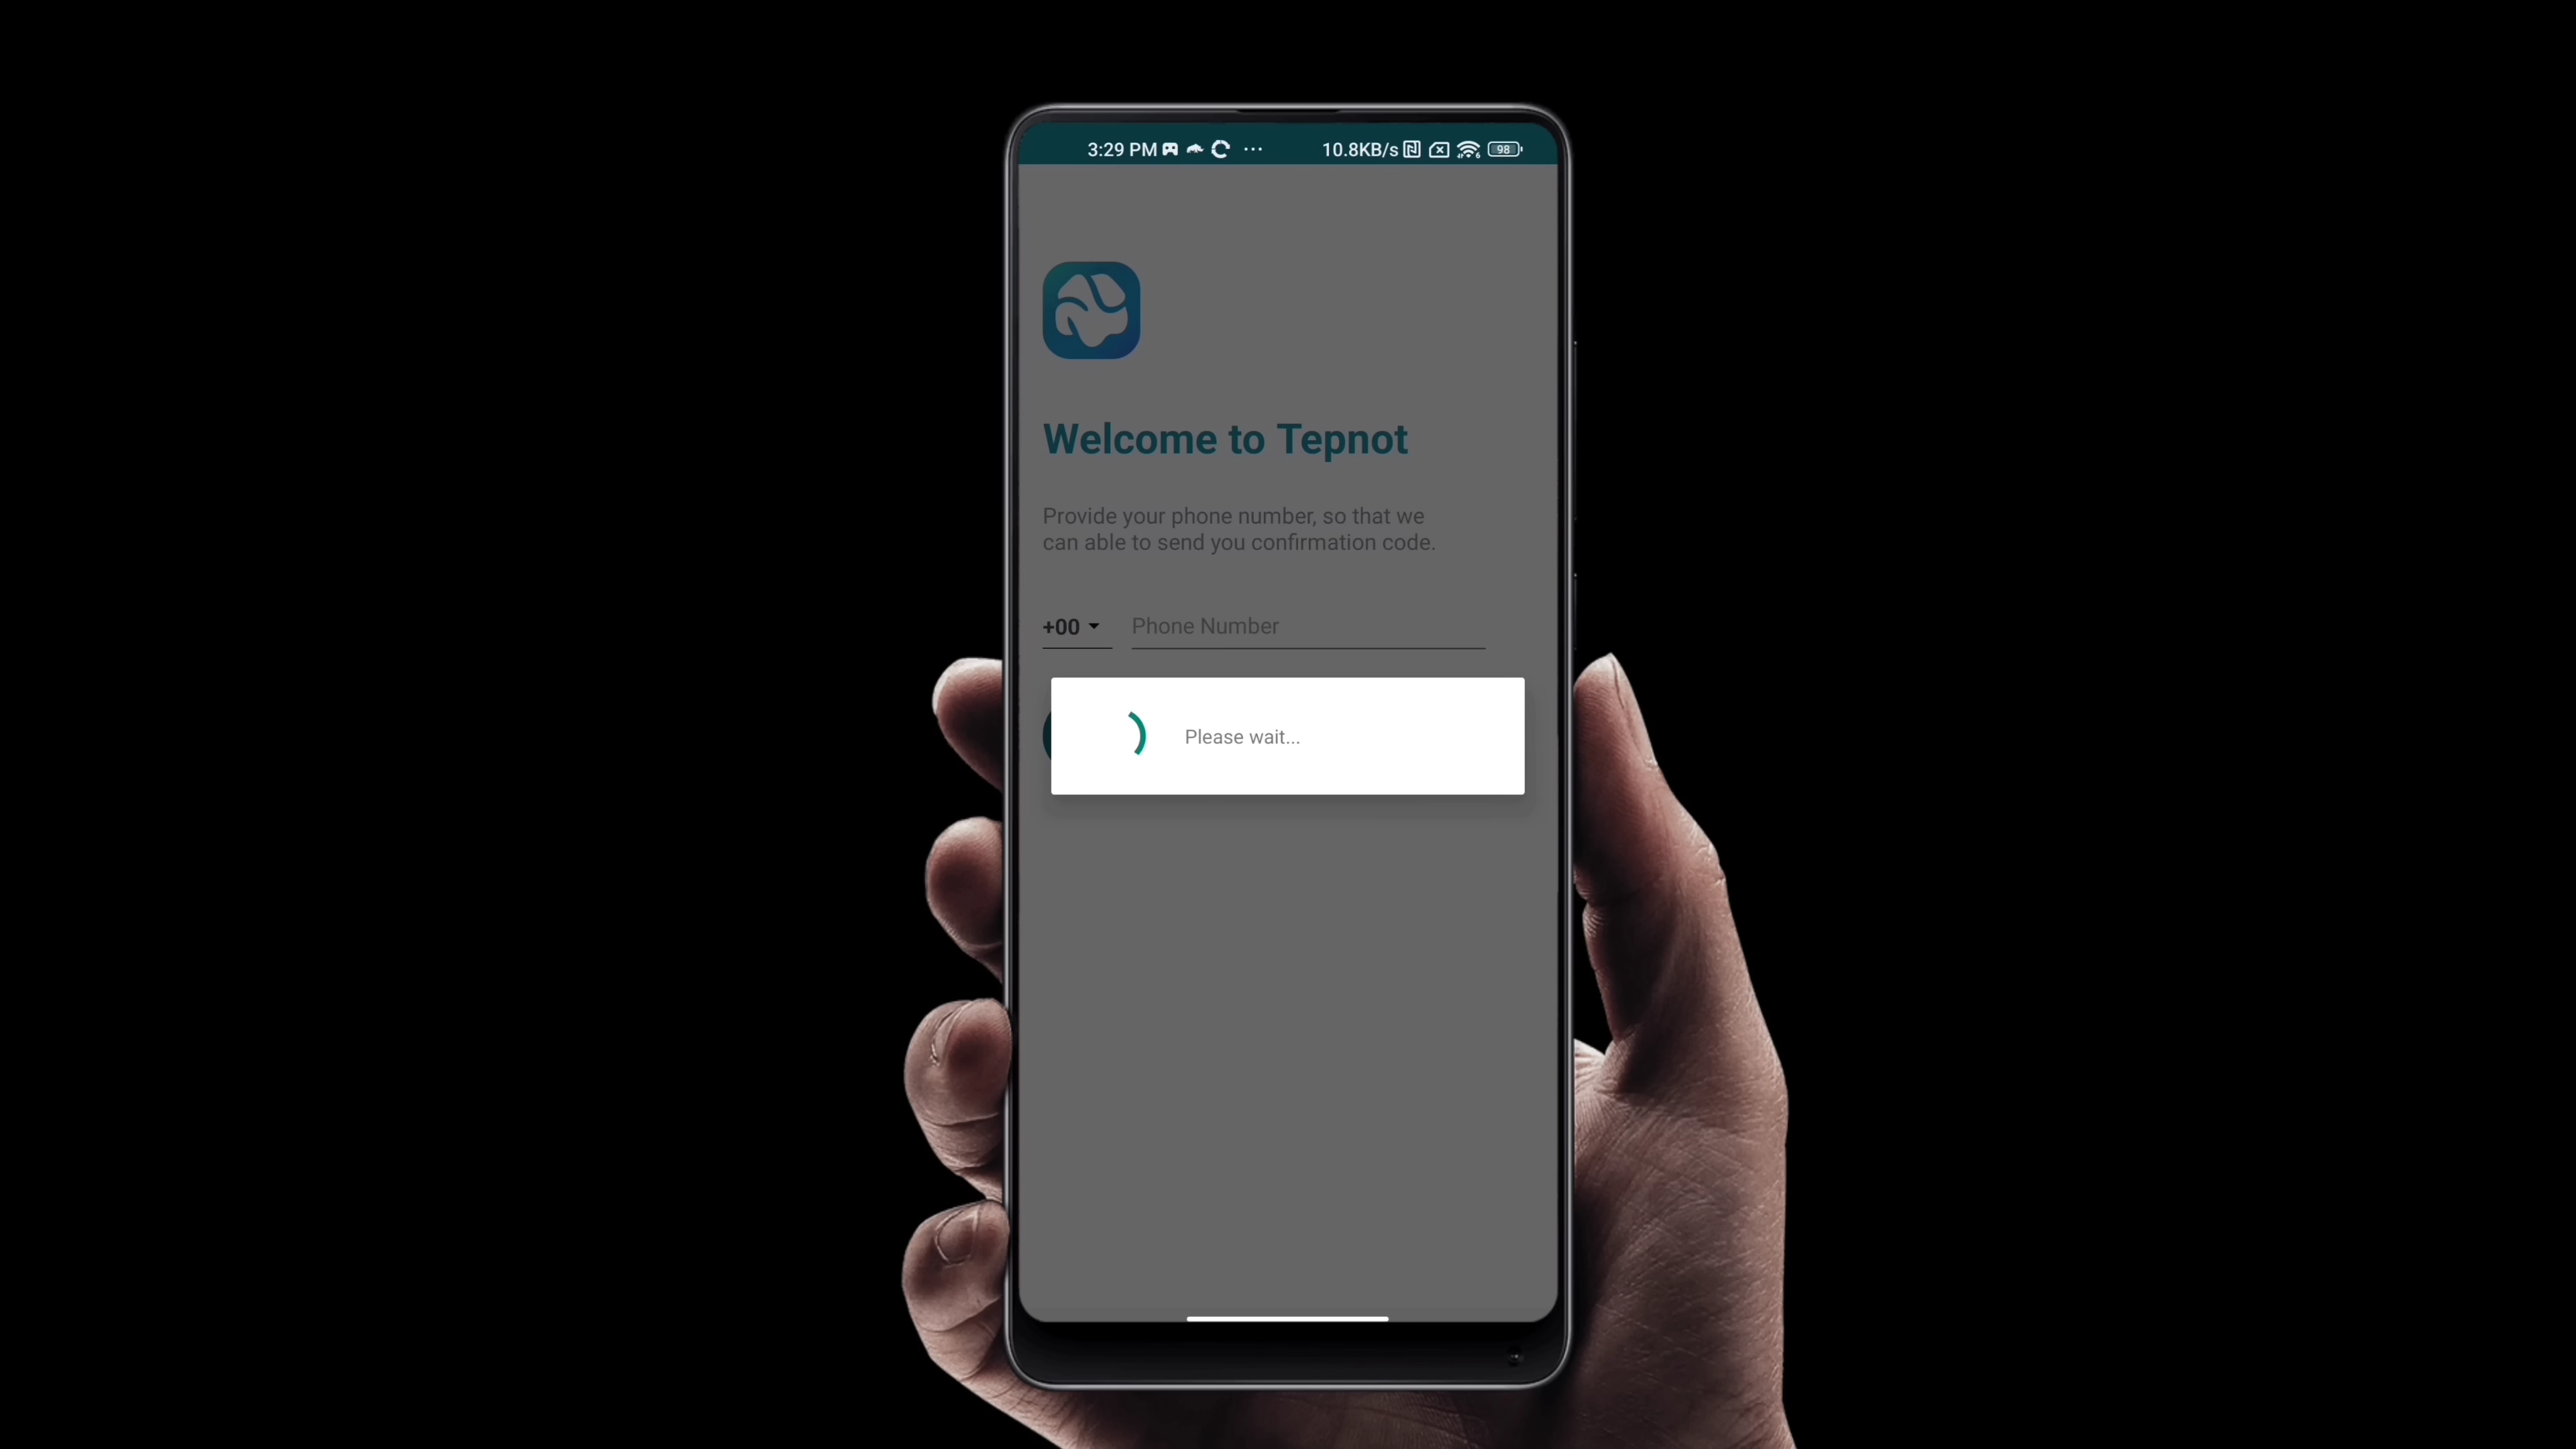 3:29 PM ... 10.8KB/s 98
Welcome to Tepnot
Provide your phone number, so that we
can able to send you confirmation code.
+00 Phone Number
Please wait...